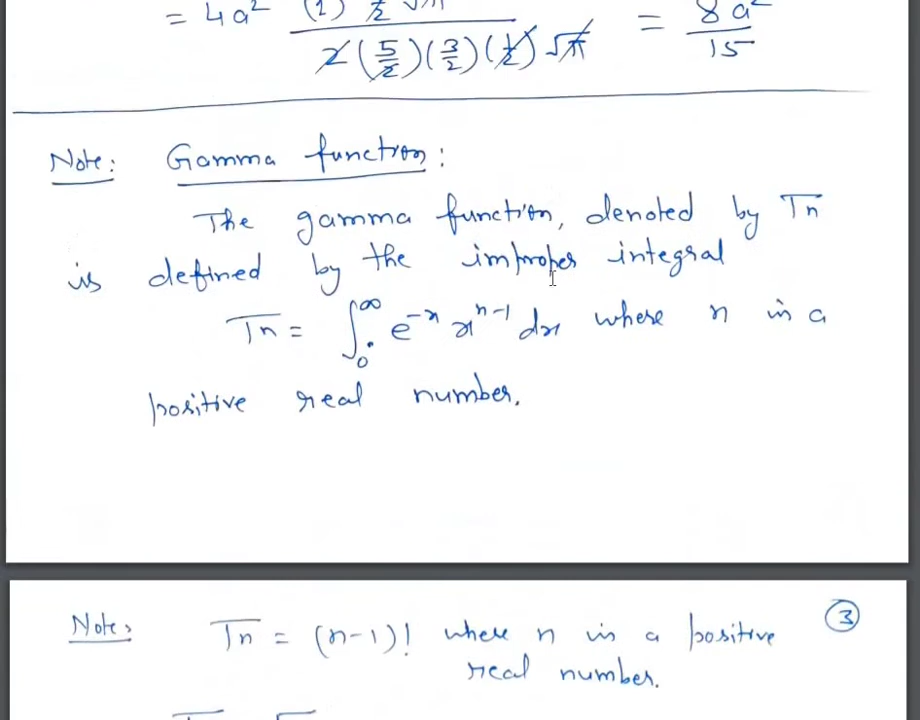 = 4a² (2) ½ √π / 2(5/2)(3/2)(1/2)√π = 8a²/15
Note: Gamma function:
The gamma function, denoted by Γn
is defined by the improper integral
Γn = ∫₀^∞ e^-x x^n-1 dx where n is a
positive real number.
Note: Γn = (n-1)! where n is a positive ③
real number.